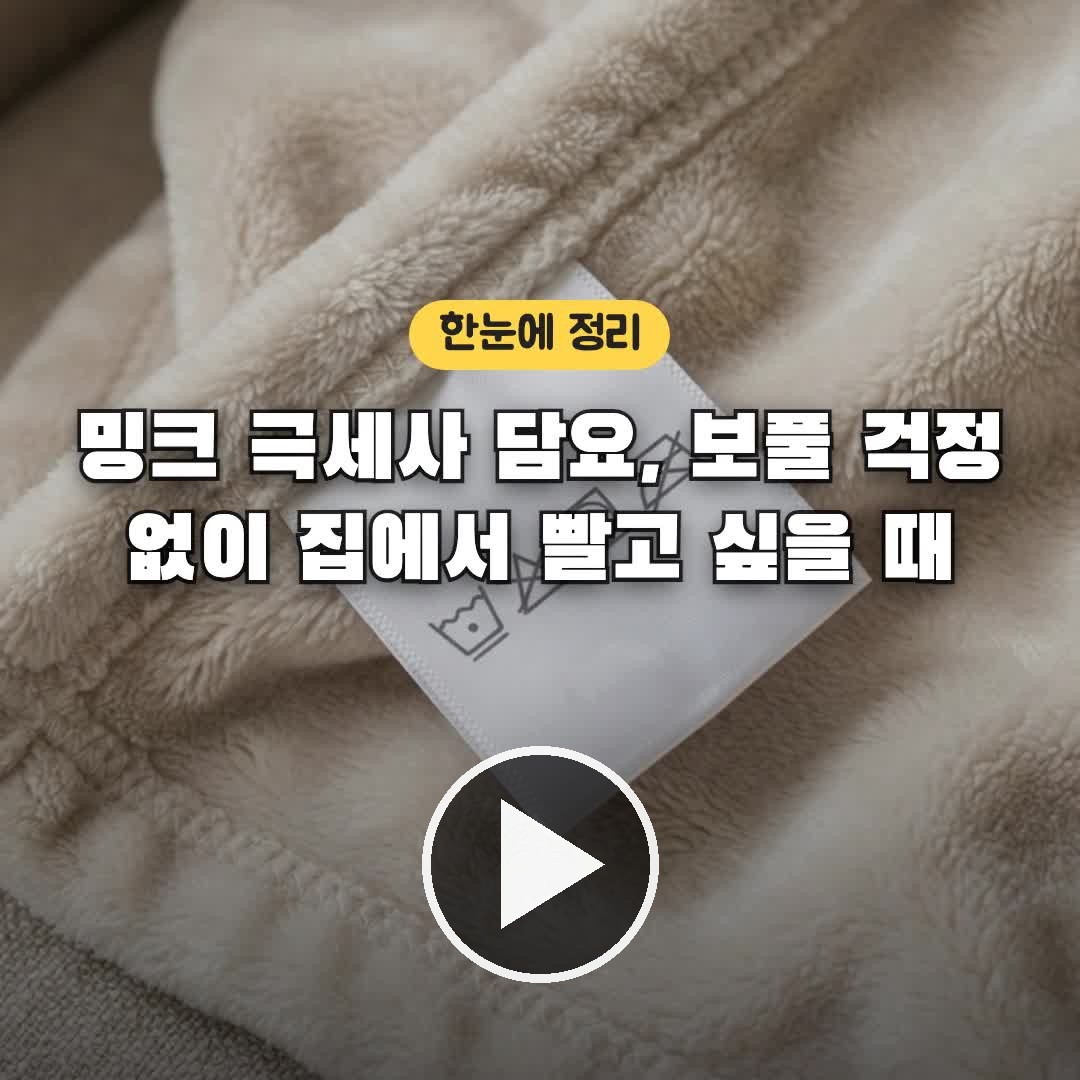 한눈에 정리
밍크 극세사 담요, 보풀 걱정
없이 집에서 빨고 싶을 때